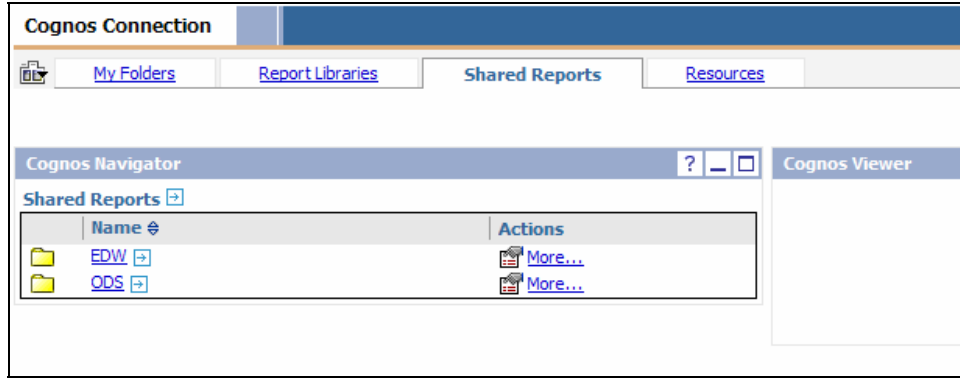 Cognos Connection
My Folders Report Libraries Shared Reports Resources
Cognos Navigator ? Cognos Viewer
Shared Reports
Name Actions
EDW More...
ODS More...